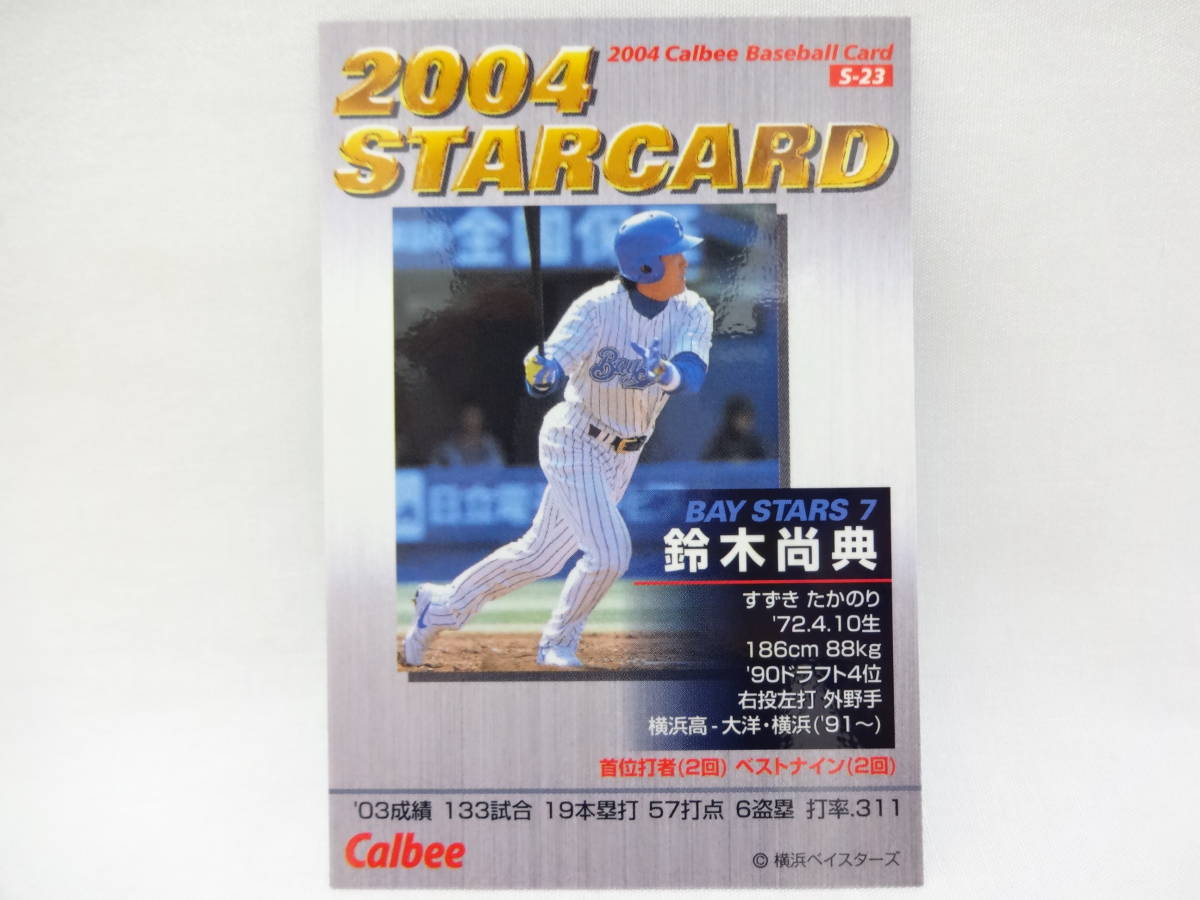 2004 Calbee Baseball Card
S-23
2004
STARCARD
全国
Bay
日立
BAY STARS 7
鈴木尚典
すずき たかのり
'72.4.10生
186cm 88kg
'90ドラフト4位
右投左打 外野手
横浜高-大洋・横浜('91〜)
首位打者(2回) ベストナイン(2回)
'03成績 133試合 19本塁打 57打点 6盗塁 打率.311
Calbee
© 横浜ベイスターズ